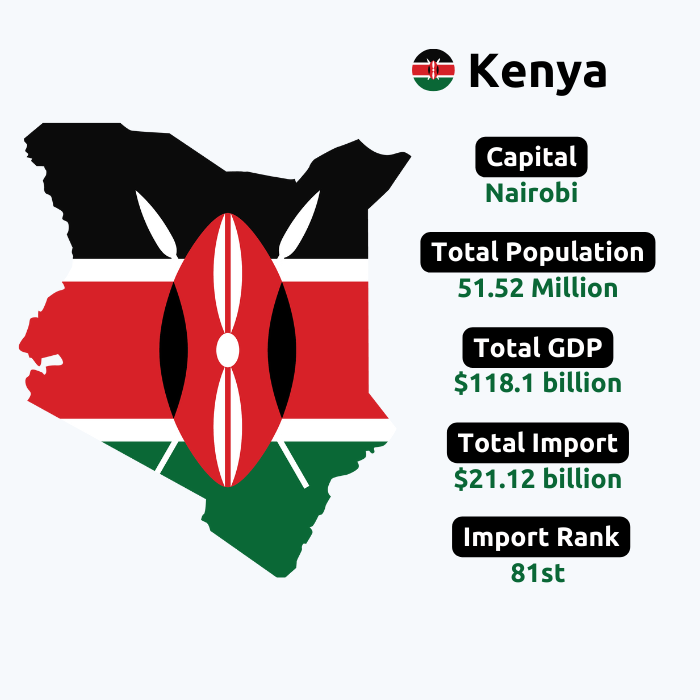 Kenya
Capital
Nairobi
Total Population
51.52 Million
Total GDP
$118.1 billion
Total Import
$21.12 billion
Import Rank
81st